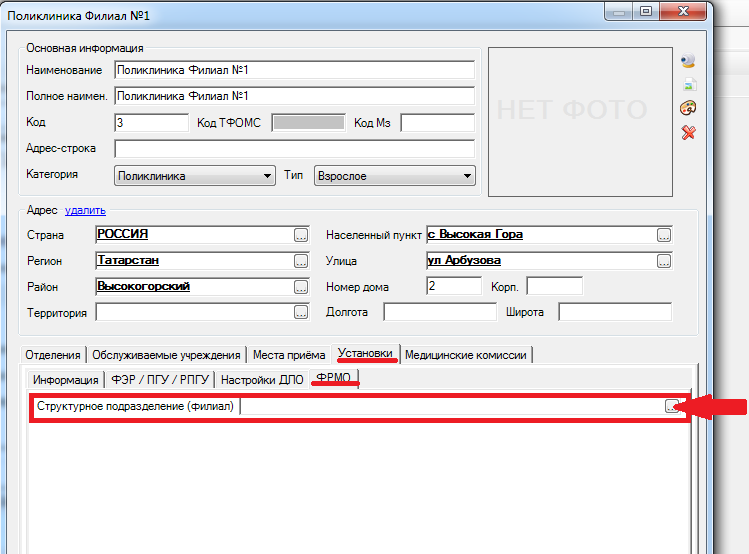 Поликлиника Филиал №1
Основная информация
Наименование Поликлиника Филиал №1
Полное наимен. Поликлиника Филиал №1
Код 3 Код ТФОМС Код Мз
Адрес-строка
Категория Поликлиника Тип Взрослое
НЕТ ФОТО
Адрес удалить
Страна РОССИЯ ... Населенный пункт с Высокая Гора ...
Регион Татарстан ... Улица ул Арбузова ...
Район Высокогорский ... Номер дома 2 Корп.
Территория ... Долгота Широта
Отделения Обслуживаемые учреждения Места приёма Установки Медицинские комиссии
Информация ФЭР / ПГУ / РПГУ Настройки ДЛО ФРМО
Структурное подразделение (Филиал) ...